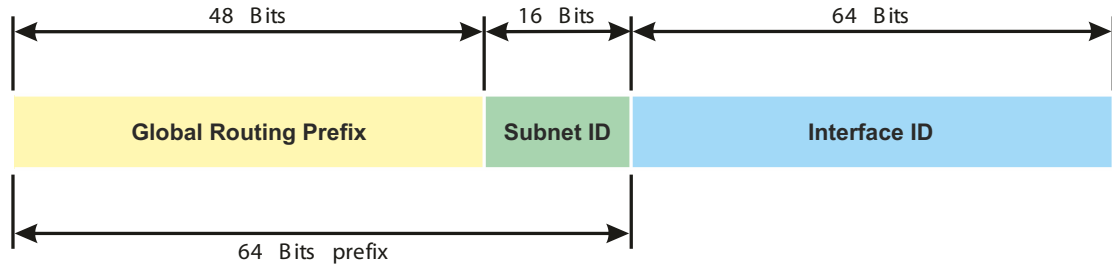 48 Bits
16 Bits
64 Bits
Global Routing Prefix
Subnet ID
Interface ID
64 Bits prefix